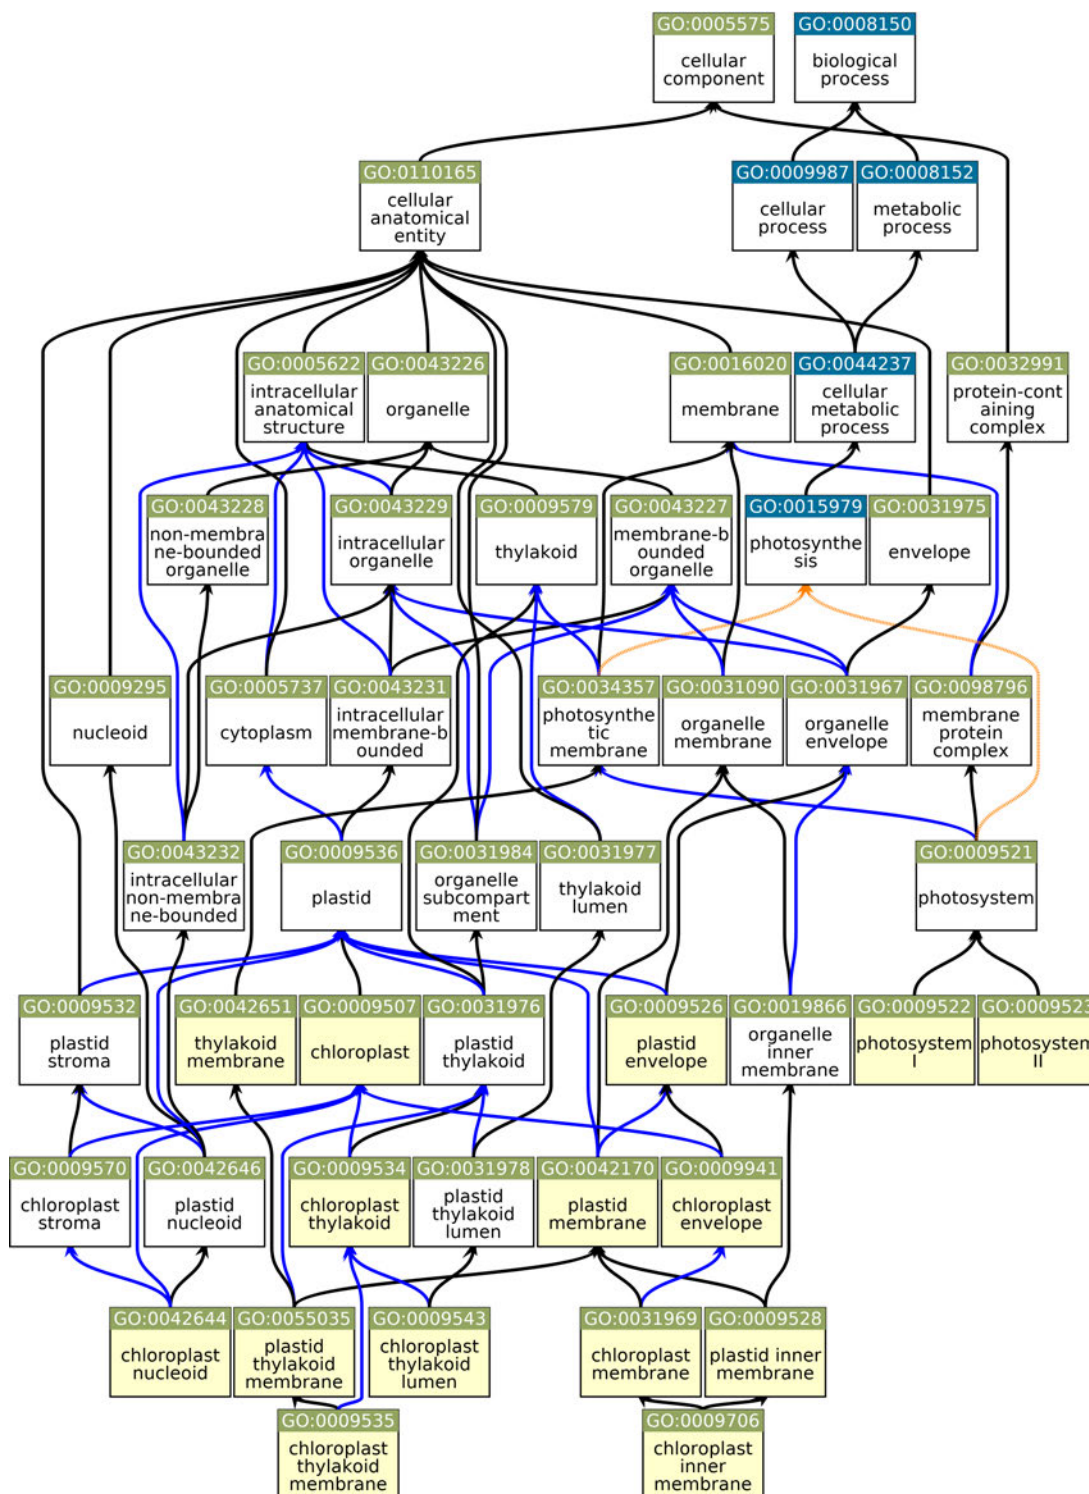 GO:0005575
cellular
component
GO:0008150
biological
process
GO:0110165
cellular
anatomical
entity
GO:0009987
cellular
process
GO:0008152
metabolic
process
GO:0005622
intracellular
anatomical
structure
GO:0043226
organelle
GO:0016020
membrane
GO:0044237
cellular
metabolic
process
GO:0032991
protein-cont
aining
complex
GO:0043228
non-membra
ne-bounded
organelle
GO:0043229
intracellular
organelle
GO:0009579
thylakoid
GO:0043227
membrane-b
ounded
organelle
GO:0015979
photosynthe
sis
GO:0031975
envelope
GO:0009295
nucleoid
GO:0005737
cytoplasm
GO:0043231
intracellular
membrane-b
ounded
GO:0034357
photosynthe
tic
membrane
GO:0031090
organelle
membrane
GO:0031967
organelle
envelope
GO:0098796
membrane
protein
complex
GO:0043232
intracellular
non-membra
ne-bounded
GO:0009536
plastid
GO:0031984
organelle
subcompart
ment
GO:0031977
thylakoid
lumen
GO:0009521
photosystem
GO:0009532
plastid
stroma
GO:0042651
thylakoid
membrane
GO:0009507
chloroplast
GO:0031976
plastid
thylakoid
GO:0009526
plastid
envelope
GO:0019866
organelle
inner
membrane
GO:0009522
photosystem
I
GO:0009523
photosystem
II
GO:0009570
chloroplast
stroma
GO:0042646
plastid
nucleoid
GO:0009534
chloroplast
thylakoid
GO:0031978
plastid
thylakoid
lumen
GO:0042170
plastid
membrane
GO:0009941
chloroplast
envelope
GO:0042644
chloroplast
nucleoid
GO:0055035
plastid
thylakoid
membrane
GO:0009543
chloroplast
thylakoid
lumen
GO:0031969
chloroplast
membrane
GO:0009528
plastid inner
membrane
GO:0009535
chloroplast
thylakoid
membrane
GO:0009706
chloroplast
inner
membrane